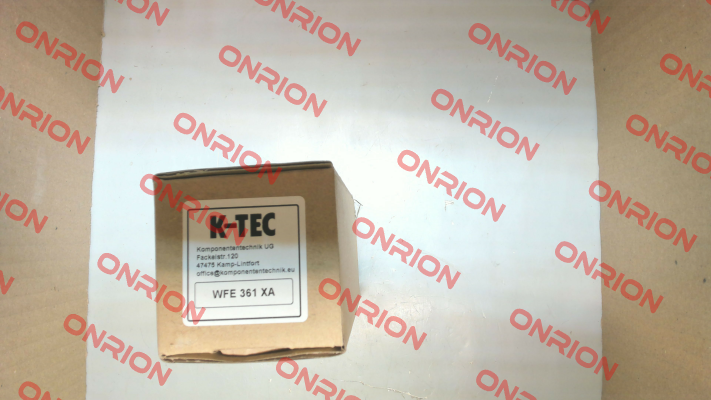 K-TEC
Komponententechnik UG
Fackelstr.120
47475 Kamp-Lintfort
office@komponententechnik.eu
WFE 361 XA
ONRION